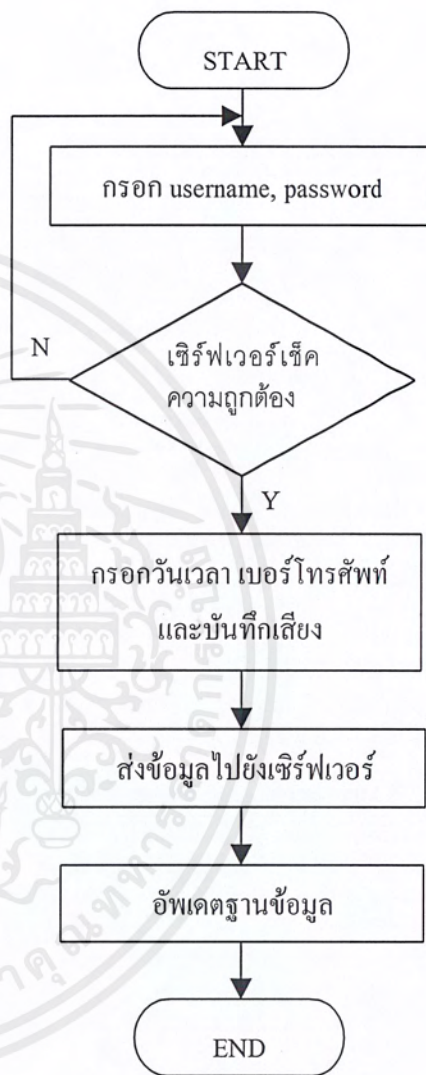 START
กรอก username, password
N
เซิร์ฟเวอร์เช็ค
ความถูกต้อง
Y
กรอกวันเวลา เบอร์โทรศัพท์
และบันทึกเสียง
ส่งข้อมูลไปยังเซิร์ฟเวอร์
อัพเดตฐานข้อมูล
END